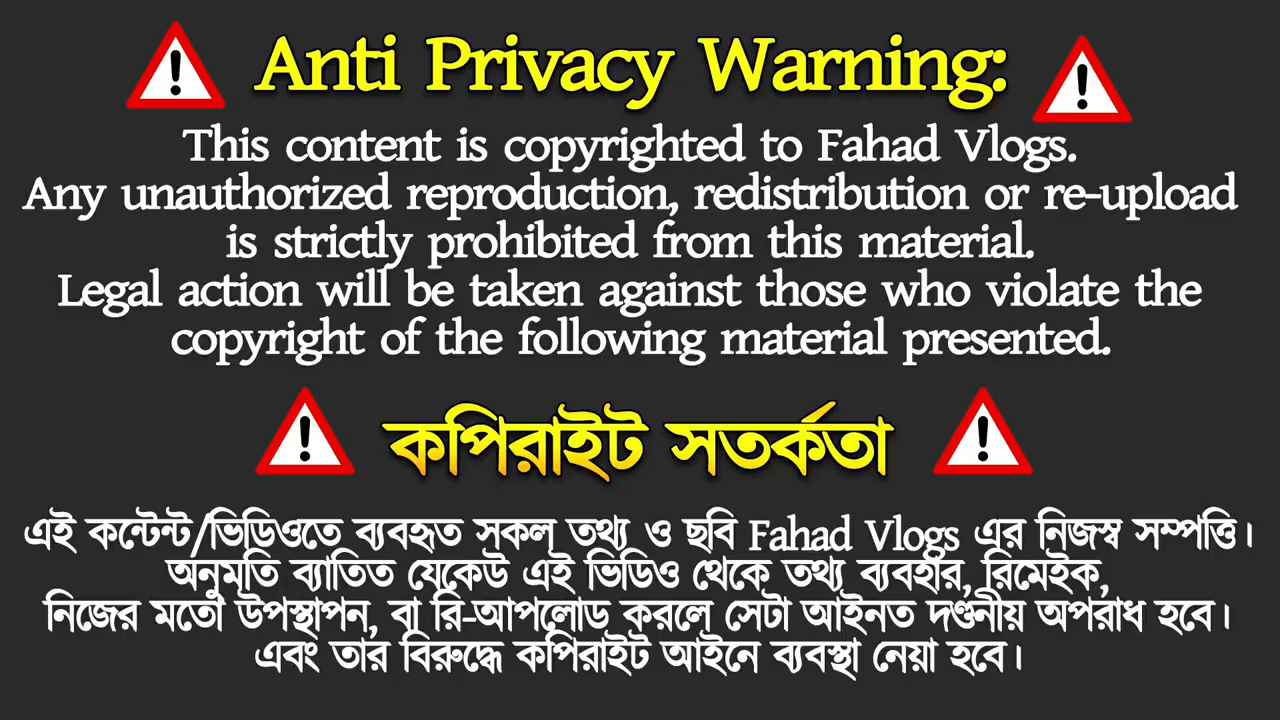 Anti Privacy Warning:
This content is copyrighted to Fahad Vlogs.
Any unauthorized reproduction, redistribution or re-upload
is strictly prohibited from this material.
Legal action will be taken against those who violate the
copyright of the following material presented.
কপিরাইট সতর্কতা
এই কন্টেন্ট/ভিডিওতে ব্যবহৃত সকল তথ্য ও ছবি Fahad Vlogs এর নিজস্ব সম্পত্তি।
অনুমতি ব্যাতিত যেকেউ এই ভিডিও থেকে তথ্য ব্যবহার, রিমেইক,
নিজের মতো উপস্থাপন, বা রি-আপলোড করলে সেটা আইনত দণ্ডনীয় অপরাধ হবে।
এবং তার বিরুদ্ধে কপিরাইট আইনে ব্যবস্থা নেয়া হবে।